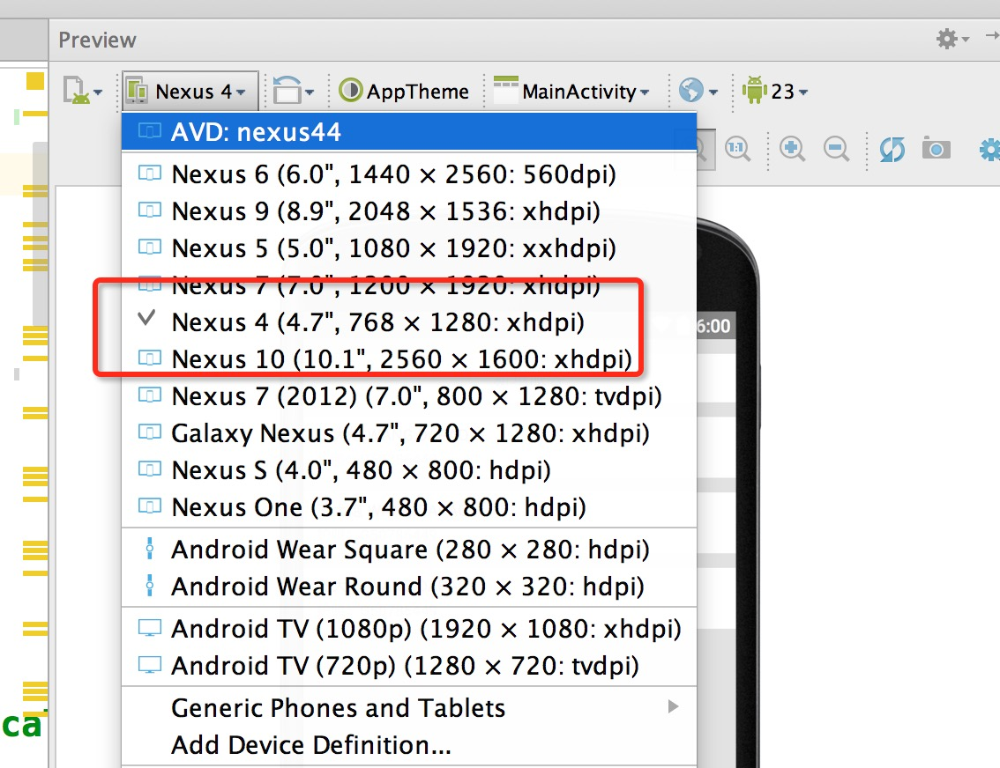 Preview
Nexus 4 AppTheme MainActivity 23
AVD: nexus44
1:1
Nexus 6 (6.0", 1440 × 2560: 560dpi)
Nexus 9 (8.9", 2048 × 1536: xhdpi)
Nexus 5 (5.0", 1080 × 1920: xxhdpi)
Nexus 7 (7.0", 1200 × 1920: xhdpi)
Nexus 4 (4.7", 768 × 1280: xhdpi)
6:00
Nexus 10 (10.1", 2560 × 1600: xhdpi)
Nexus 7 (2012) (7.0", 800 × 1280: tvdpi)
Galaxy Nexus (4.7", 720 × 1280: xhdpi)
Nexus S (4.0", 480 × 800: hdpi)
Nexus One (3.7", 480 × 800: hdpi)
Android Wear Square (280 × 280: hdpi)
Android Wear Round (320 × 320: hdpi)
Android TV (1080p) (1920 × 1080: xhdpi)
Android TV (720p) (1280 × 720: tvdpi)
Generic Phones and Tablets
ca
Add Device Definition...